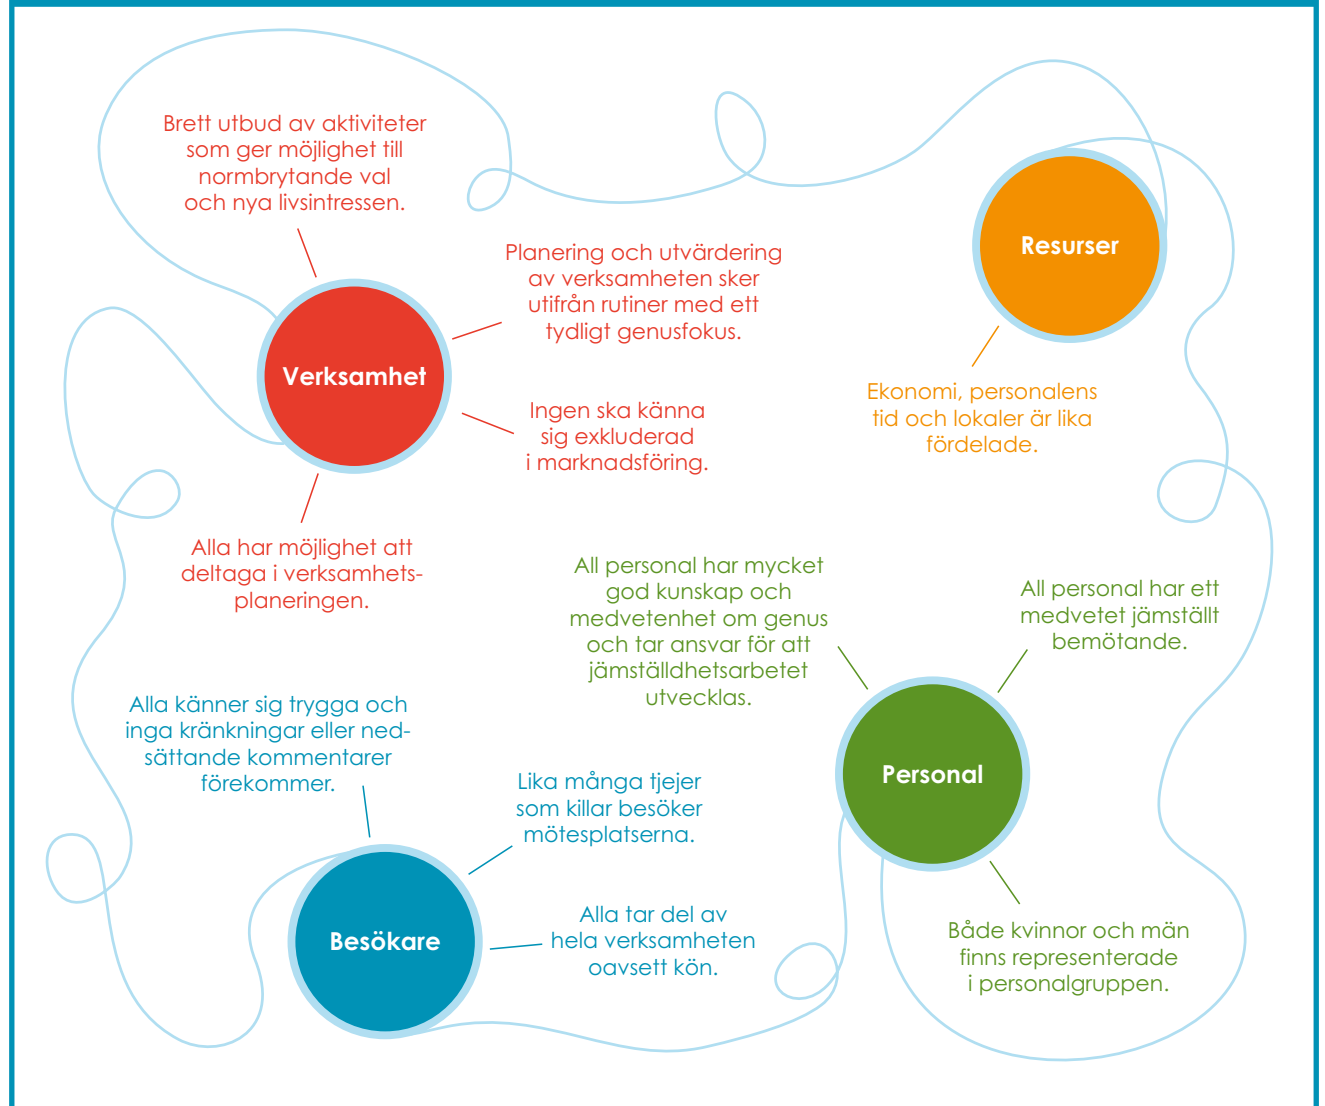 Brett utbud av aktiviteter
som ger möjlighet till
normbrytande val
och nya livsintressen.
Planering och utvärdering
av verksamheten sker
utifrån rutiner med ett
tydligt genusfokus.
Resurser
Verksamhet
Ekonomi, personalens
tid och lokaler är lika
fördelade.
Ingen ska känna
sig exkluderad
i marknadsföring.
Alla har möjlighet att
deltaga i verksamhets-
planeringen.
All personal har mycket
god kunskap och
medvetenhet om genus
och tar ansvar för att
jämställdhetsarbetet
utvecklas.
All personal har ett
medvetet jämställt
bemötande.
Alla känner sig trygga och
inga kränkningar eller ned-
sättande kommentarer
förekommer.
Lika många tjejer
som killar besöker
mötesplatserna.
Personal
Alla tar del av
hela verksamheten
oavsett kön.
Besökare
Både kvinnor och män
finns representerade
i personalgruppen.